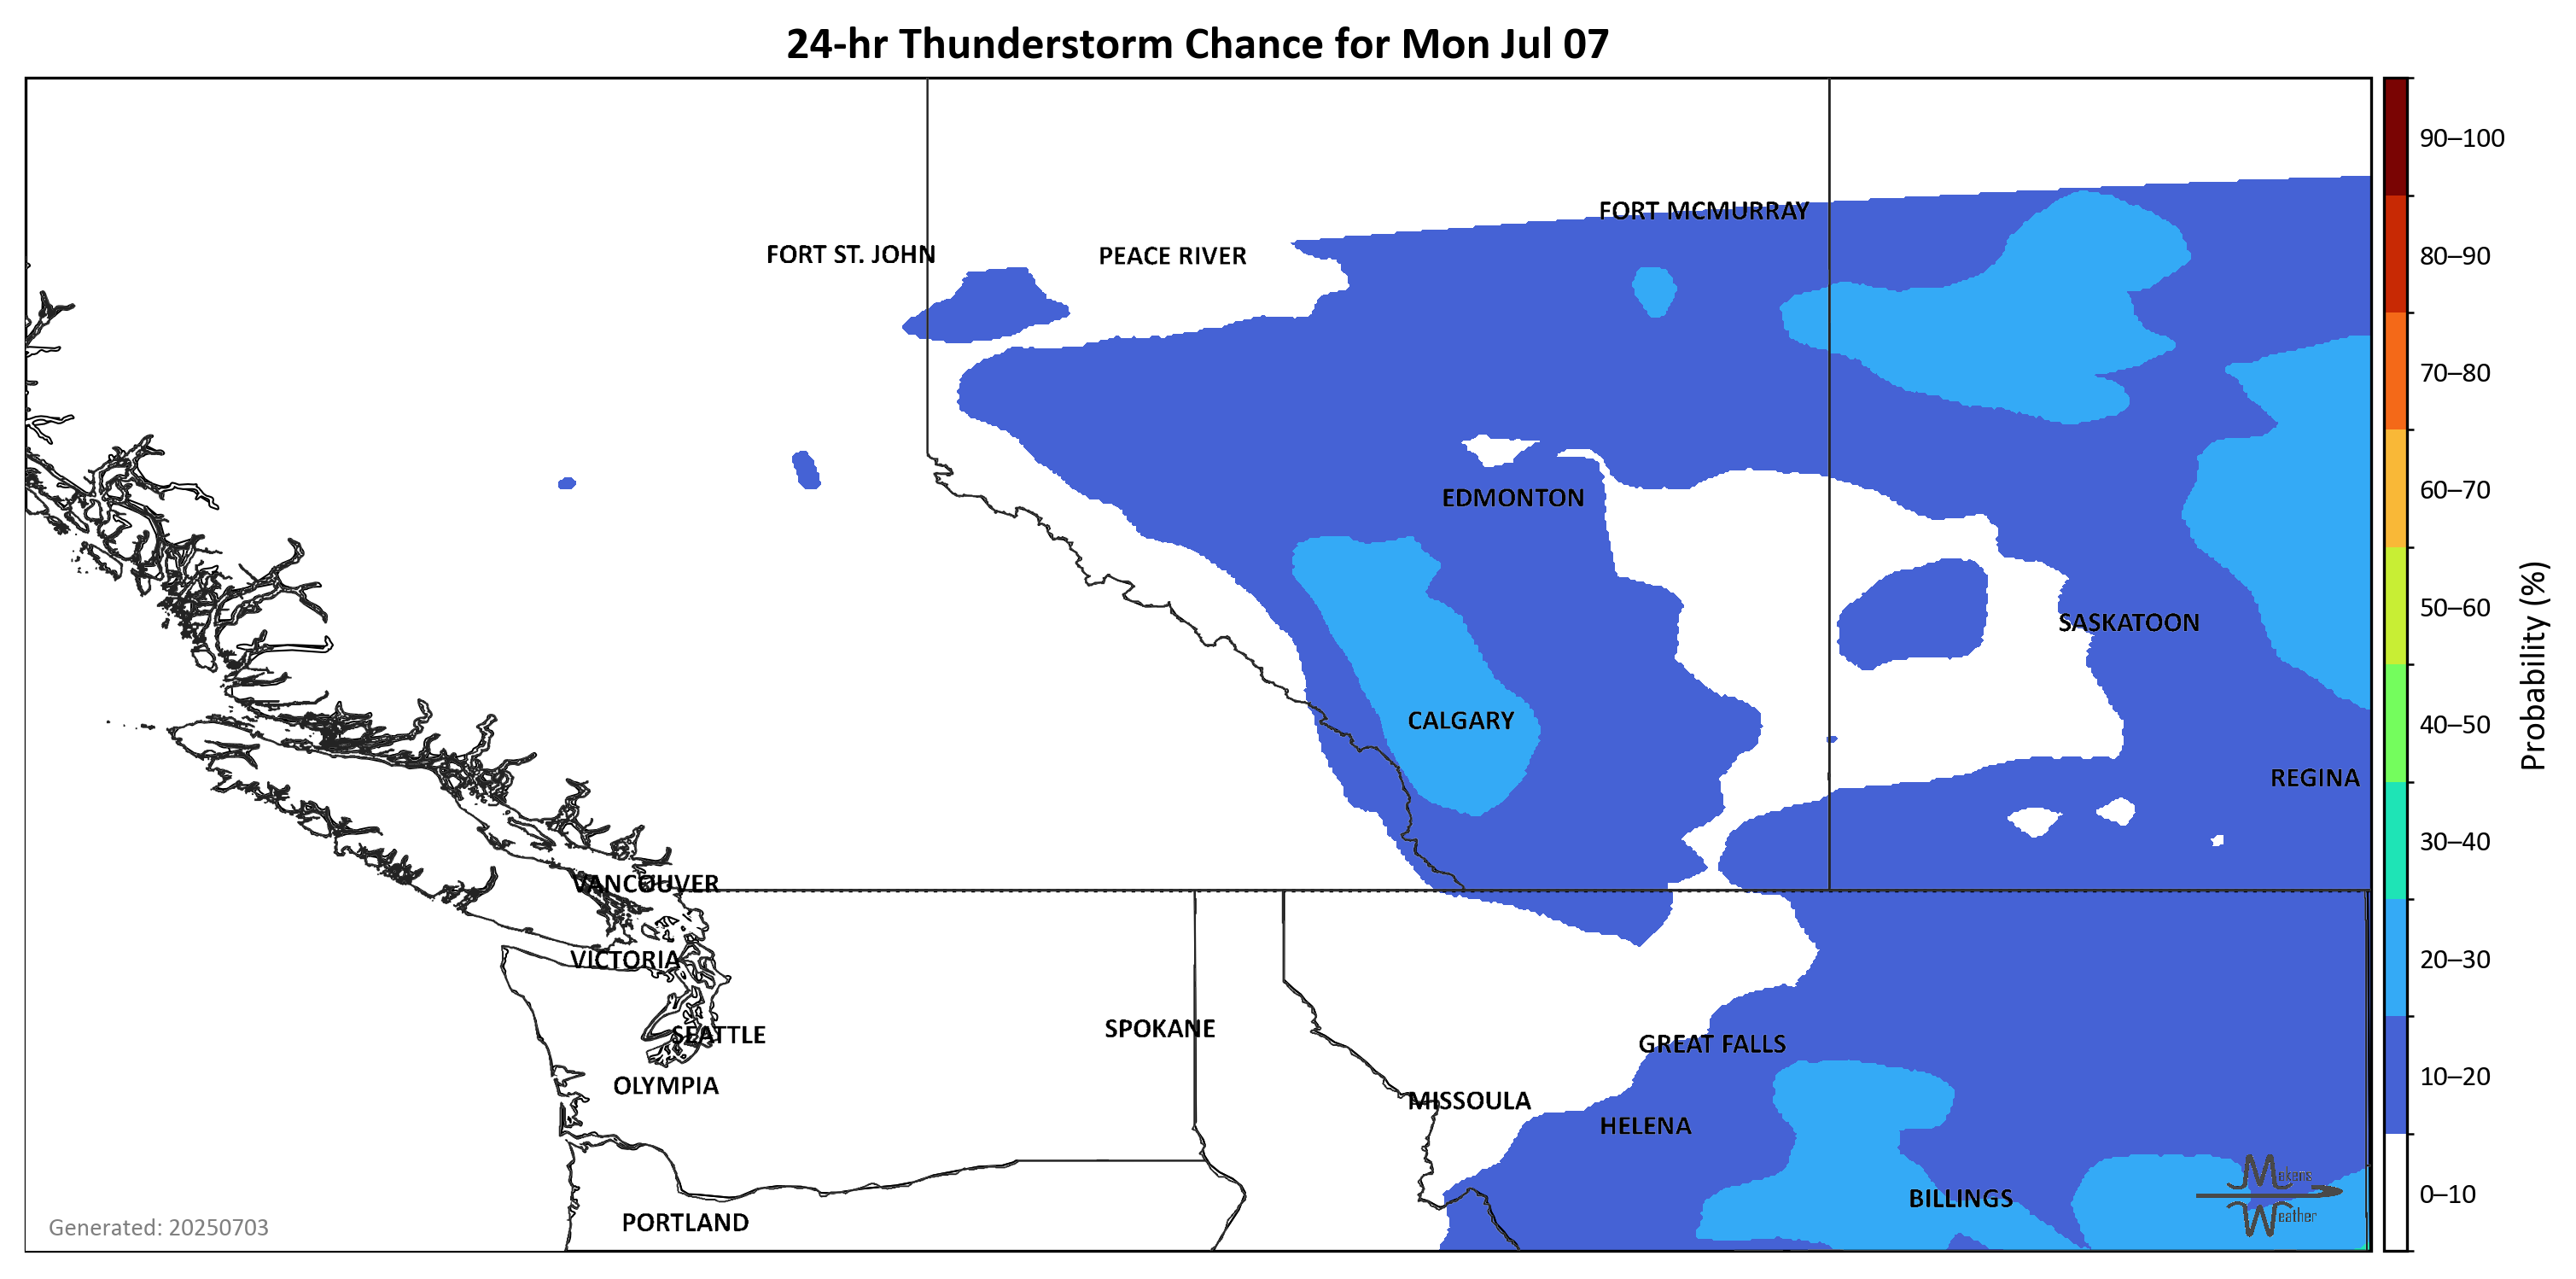 24-hr Thunderstorm Chance for Mon Jul 07
90–100
FORT MCMURRAY
FORT ST. JOHN
PEACE RIVER
80–90
70–80
60–70
EDMONTON
50–60
SASKATOON
Probability (%)
CALGARY
40–50
REGINA
30–40
VANCOUVER
VICTORIA
20–30
SEATTLE
SPOKANE
GREAT FALLS
OLYMPIA
10–20
MISSOULA
HELENA
Mekens
Weather
BILLINGS
0–10
PORTLAND
Generated: 20250703